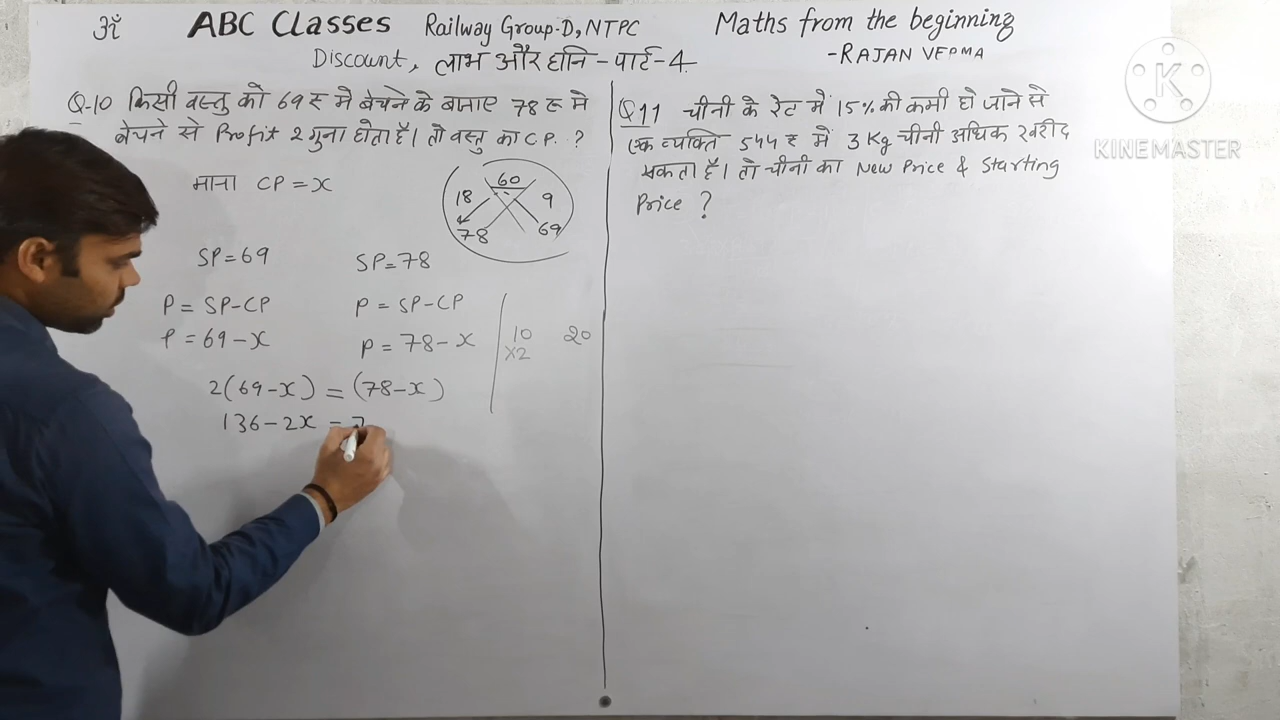 ॐ ABC Classes Railway Group-D, NTPC Maths from the beginning
Discount, लाभ और हानि - पार्ट-4
-RAJAN VERMA
K
KINEMASTER
Q-10 किसी वस्तु को 69 रु मे बेचने के बजाए 78 रु मे
बेचने से Profit 2 गुना होता है। तो वस्तु का CP. ?
माना CP = x
60
18 9
78 69
SP = 69 SP = 78
P = SP-CP P = SP-CP
P = 69-x P = 78-x
10 20
×2
2(69-x) = (78-x)
136-2x = 7
Q11 चीनी के रेट में 15% की कमी हो जाने से
एक व्यक्ति 544 ₹ में 3 Kg चीनी अधिक खरीद
सकता है। तो चीनी का New Price & Starting
Price ?